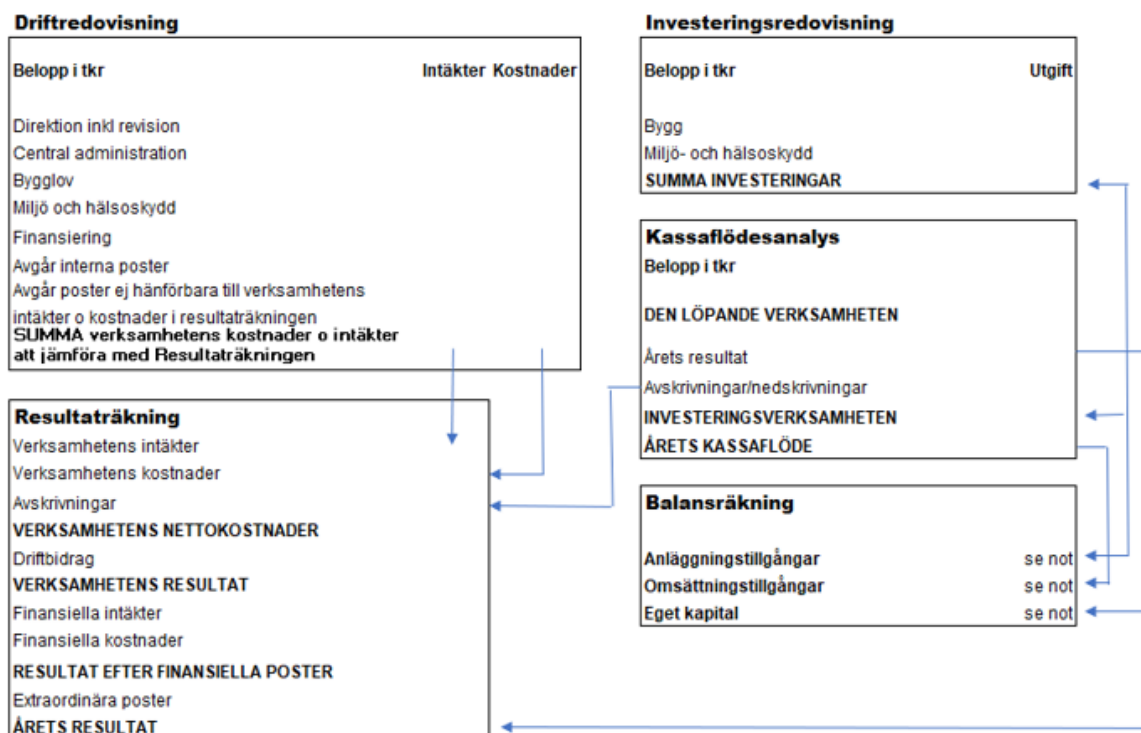 Driftredovisning
Belopp i tkr Intäkter Kostnader
Direktion inkl revision
Central administration
Bygglov
Miljö och hälsoskydd
Finansiering
Avgår interna poster
Avgår poster ej hänförbara till verksamhetens
intäkter o kostnader i resultaträkningen
SUMMA verksamhetens kostnader o intäkter
att jämföra med Resultaträkningen
Resultaträkning
Verksamhetens intäkter
Verksamhetens kostnader
Avskrivningar
VERKSAMHETENS NETTOKOSTNADER
Driftbidrag
VERKSAMHETENS RESULTAT
Finansiella intäkter
Finansiella kostnader
RESULTAT EFTER FINANSIELLA POSTER
Extraordinära poster
ÅRETS RESULTAT
Investeringsredovisning
Belopp i tkr Utgift
Bygg
Miljö- och hälsoskydd
SUMMA INVESTERINGAR
Kassaflödesanalys
Belopp i tkr
DEN LÖPANDE VERKSAMHETEN
Årets resultat
Avskrivningar/nedskrivningar
INVESTERINGSVERKSAMHETEN
ÅRETS KASSAFLÖDE
Balansräkning
Anläggningstillgångar se not
Omsättningstillgångar se not
Eget kapital se not